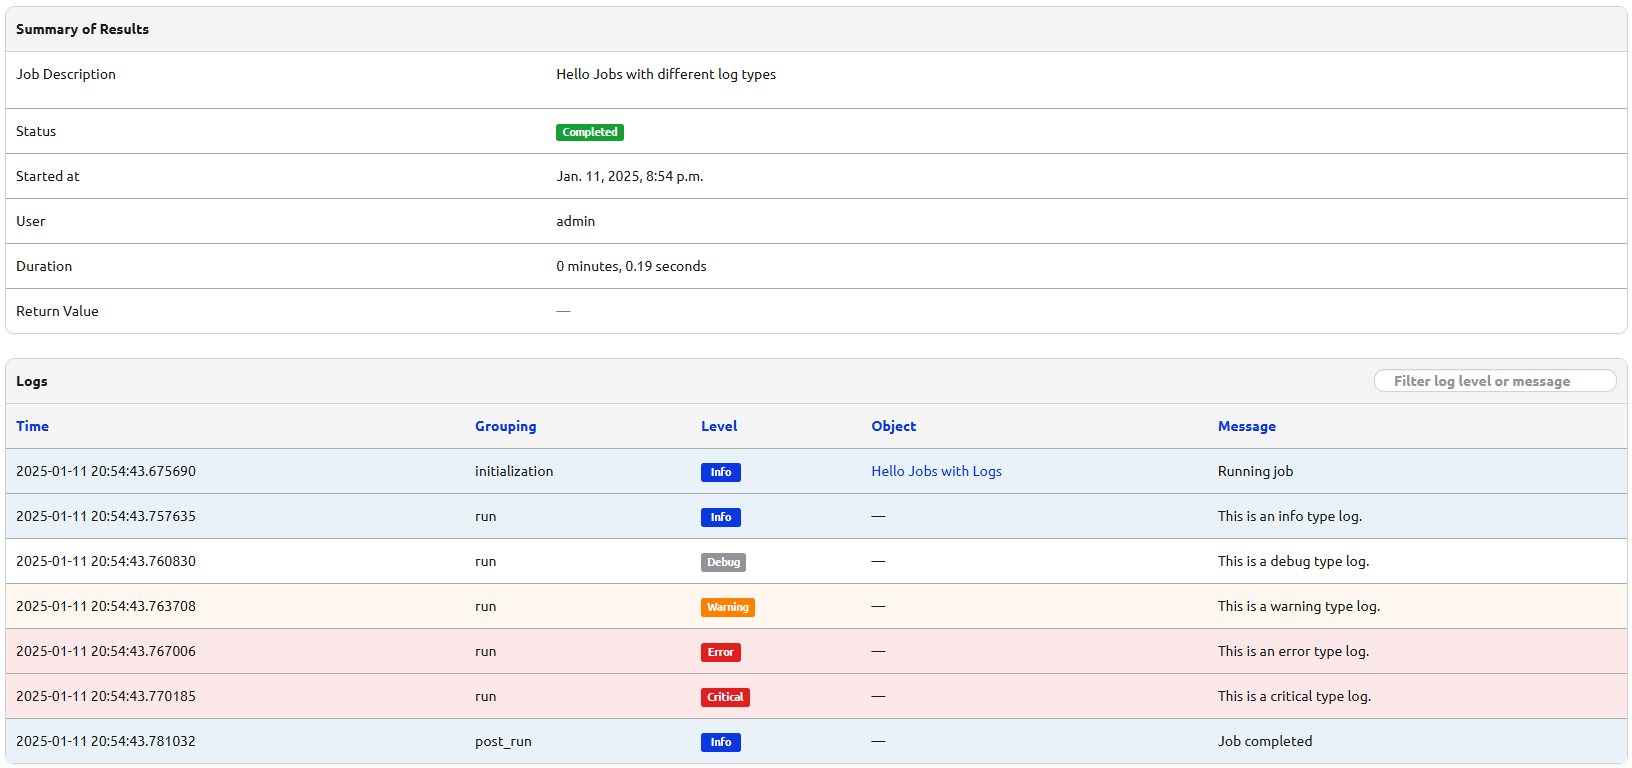 Summary of Results
Job Description Hello Jobs with different log types
Status Completed
Started at Jan. 11, 2025, 8:54 p.m.
User admin
Duration 0 minutes, 0.19 seconds
Return Value —
Logs Filter log level or message
Time Grouping Level Object Message
2025-01-11 20:54:43.675690 initialization Info Hello Jobs with Logs Running job
2025-01-11 20:54:43.757635 run Info — This is an info type log.
2025-01-11 20:54:43.760830 run Debug — This is a debug type log.
2025-01-11 20:54:43.763708 run Warning — This is a warning type log.
2025-01-11 20:54:43.767006 run Error — This is an error type log.
2025-01-11 20:54:43.770185 run Critical — This is a critical type log.
2025-01-11 20:54:43.781032 post_run Info — Job completed